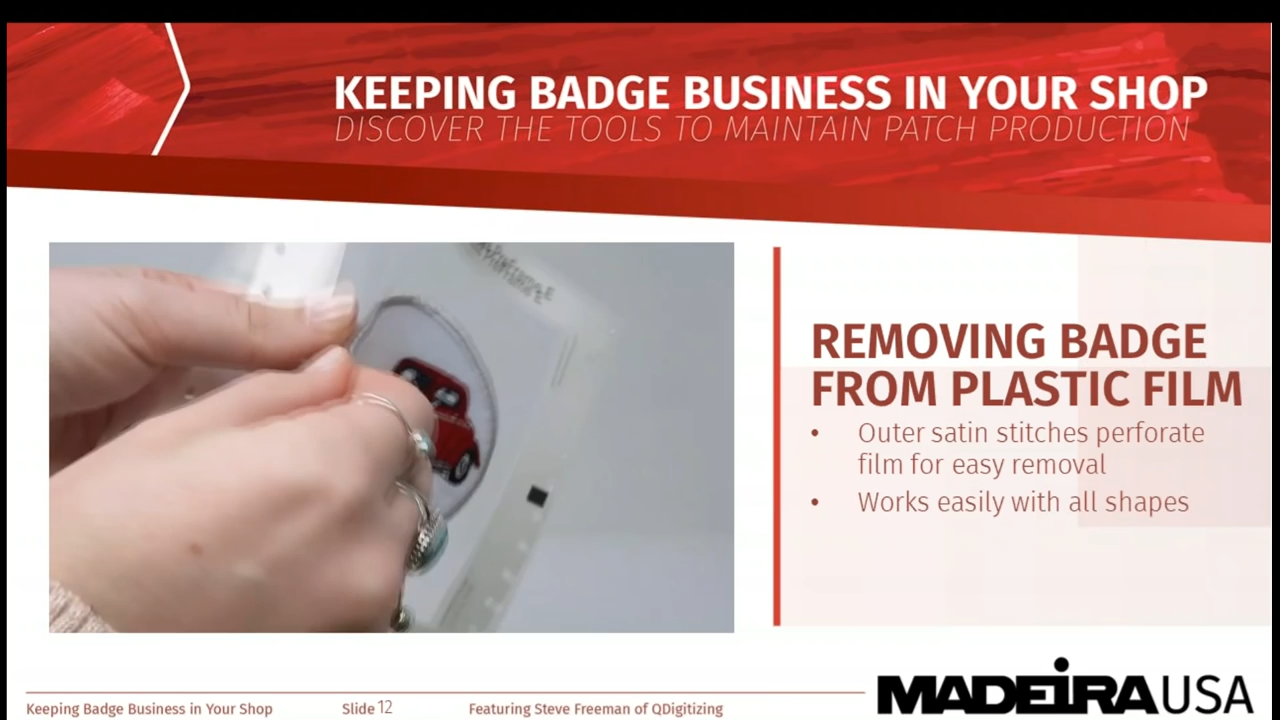 KEEPING BADGE BUSINESS IN YOUR SHOP
DISCOVER THE TOOLS TO MAINTAIN PATCH PRODUCTION
REMOVING BADGE
FROM PLASTIC FILM
• Outer satin stitches perforate
film for easy removal
• Works easily with all shapes
Keeping Badge Business in Your Shop
Slide 12
Featuring Steve Freeman of QDigitizing
MADEIRA USA